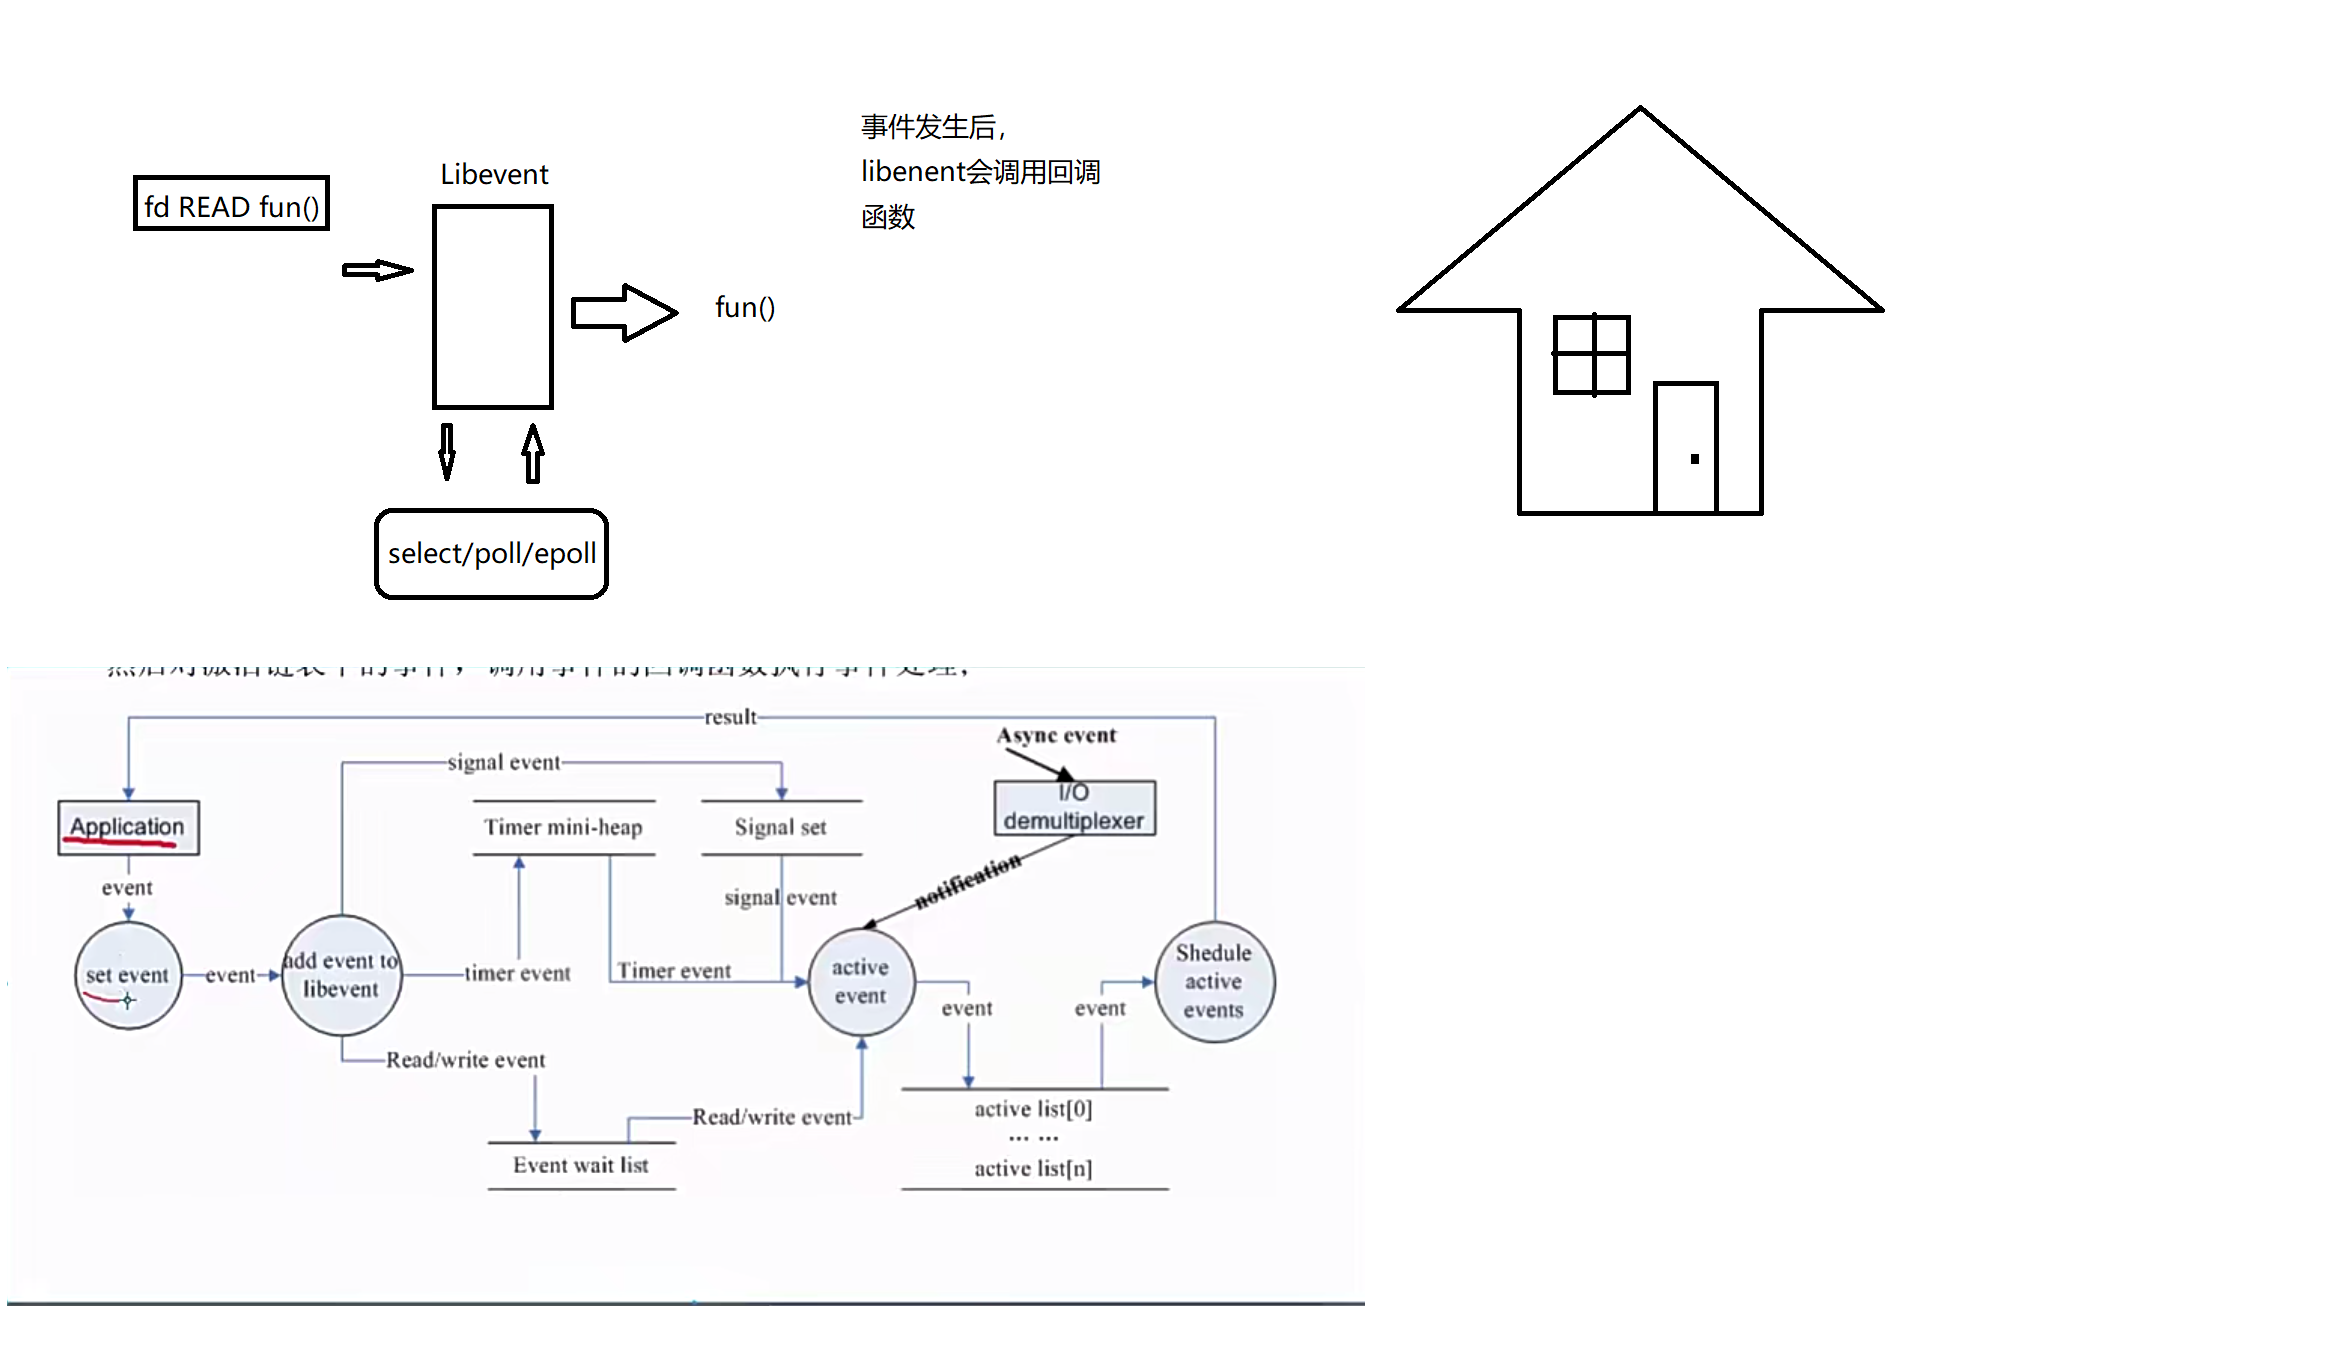 事件发生后，
libenent会调用回调
函数
Libevent
fd READ fun()
fun()
select/poll/epoll
result
Async event
signal event
I/O
demultiplexer
Application
Timer mini-heap
Signal set
notification
event
signal event
set event
event
add event to
libevent
timer event
Timer event
active
event
event
event
Shedule
active
events
Read/write event
Read/write event
Event wait list
active list[0]
... ...
active list[n]